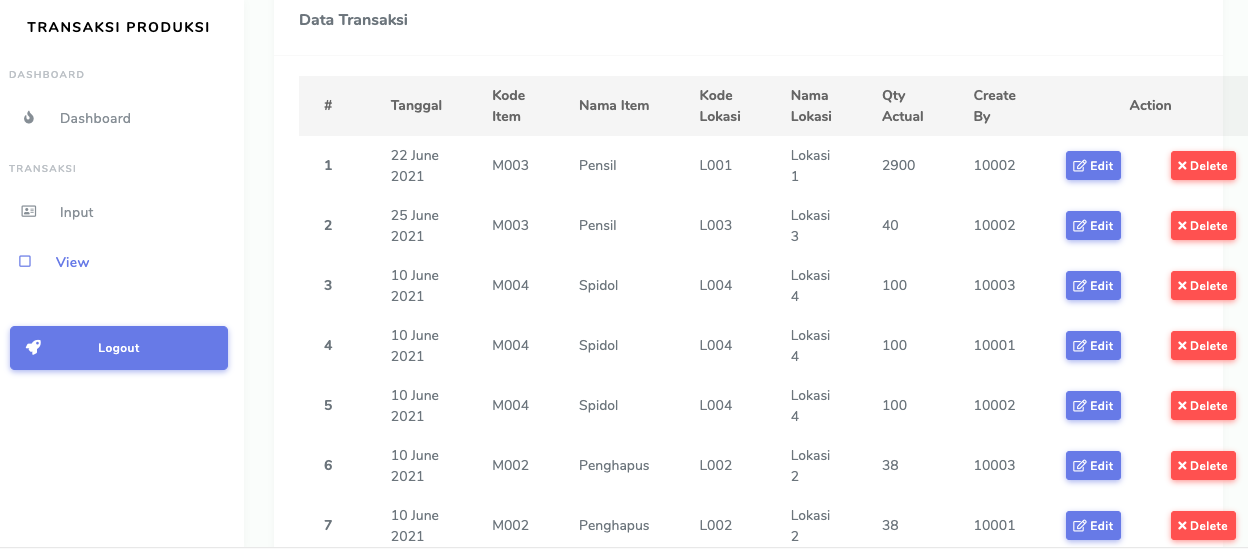 TRANSAKSI PRODUKSI
DASHBOARD
Dashboard
TRANSAKSI
Input
View
Logout
Data Transaksi
# Tanggal Kode Item Nama Item Kode Lokasi Nama Lokasi Qty Actual Create By Action
1 22 June 2021 M003 Pensil L001 Lokasi 1 2900 10002 Edit Delete
2 25 June 2021 M003 Pensil L003 Lokasi 3 40 10002 Edit Delete
3 10 June 2021 M004 Spidol L004 Lokasi 4 100 10003 Edit Delete
4 10 June 2021 M004 Spidol L004 Lokasi 4 100 10001 Edit Delete
5 10 June 2021 M004 Spidol L004 Lokasi 4 100 10002 Edit Delete
6 10 June 2021 M002 Penghapus L002 Lokasi 2 38 10003 Edit Delete
7 10 June 2021 M002 Penghapus L002 Lokasi 2 38 10001 Edit Delete